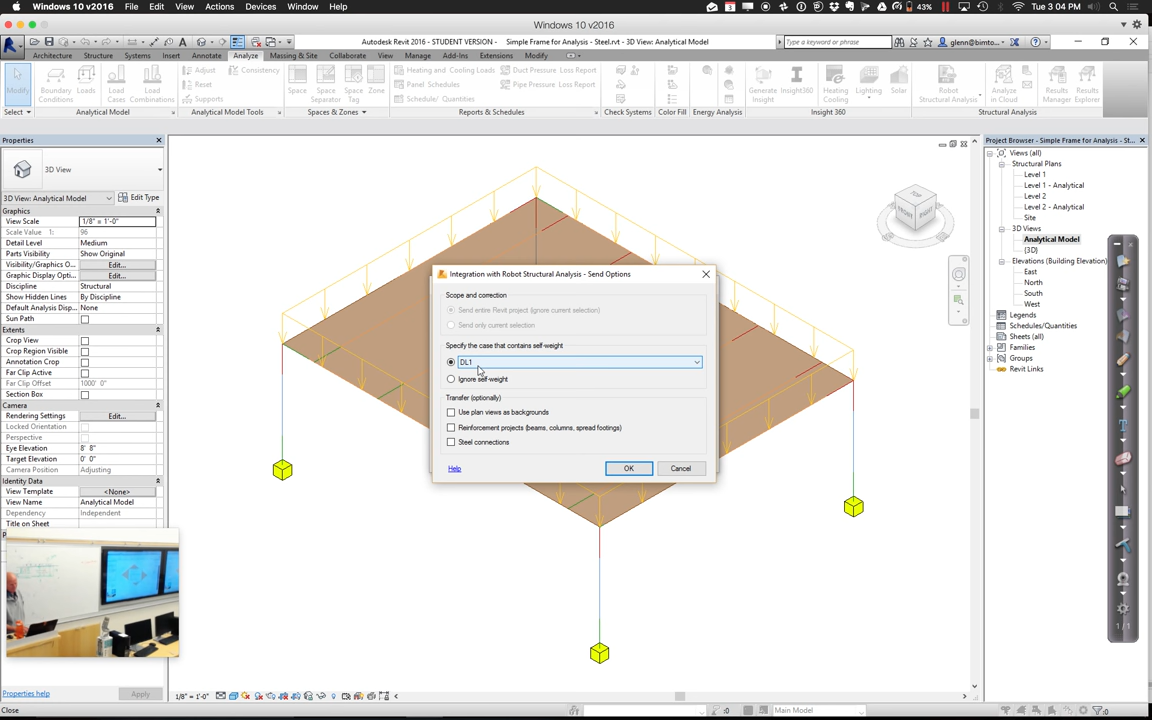 Windows 10 v2016 File Edit View Actions Devices Window Help
43% Tue 3:04 PM
Windows 10 v2016
Autodesk Revit 2016 - STUDENT VERSION - Simple Frame for Analysis - Steel.rvt - 3D View: Analytical Model
Type a keyword or phrase
glenn@bimto...
Architecture Structure Systems Insert Annotate Analyze Massing & Site Collaborate View Manage Add-Ins Extensions Modify
Modify
Boundary Conditions
Loads
Load Cases
Load Combinations
Adjust
Reset
Supports
Consistency
Space
Space Separator
Space Tag
Zone
Heating and Cooling Loads
Panel Schedules
Schedule/ Quantities
Duct Pressure Loss Report
Pipe Pressure Loss Report
Generate Insight
Insight360
Heating Cooling
Lighting
Solar
Robot Structural Analysis
Analyze in Cloud
Results Manager
Results Explorer
Select
Analytical Model
Analytical Model Tools
Spaces & Zones
Reports & Schedules
Check Systems
Color Fill
Energy Analysis
Insight 360
Structural Analysis
Properties
3D View
3D View: Analytical Model
Edit Type
Graphics
View Scale 1/8" = 1'-0"
Scale Value 1: 96
Detail Level Medium
Parts Visibility Show Original
Visibility/Graphics O... Edit...
Graphic Display Opti... Edit...
Discipline Structural
Show Hidden Lines By Discipline
Default Analysis Disp... None
Sun Path
Extents
Crop View
Crop Region Visible
Annotation Crop
Far Clip Active
Far Clip Offset 1000' 0"
Section Box
Camera
Rendering Settings Edit...
Locked Orientation
Perspective
Eye Elevation 8' 8"
Target Elevation 0' 0"
Camera Position Adjusting
Identity Data
View Template <None>
View Name Analytical Model
Dependency Independent
Title on Sheet
Properties help
Apply
TOP
FRONT
RIGHT
Integration with Robot Structural Analysis - Send Options
Scope and correction
Send entire Revit project (ignore current selection)
Send only current selection
Specify the case that contains self-weight
DL1
Ignore self-weight
Transfer (optionally)
Use plan views as backgrounds
Reinforcement projects (beams, columns, spread footings)
Steel connections
Help
OK
Cancel
Project Browser - Simple Frame for Analysis - St...
Views (all)
Structural Plans
Level 1
Level 1 - Analytical
Level 2
Level 2 - Analytical
Site
3D Views
Analytical Model
{3D}
Elevations (Building Elevation)
East
North
South
West
Legends
Schedules/Quantities
Sheets (all)
Families
Groups
Revit Links
1 / 1
1/8" = 1'-0"
Close
:0
Main Model
:0